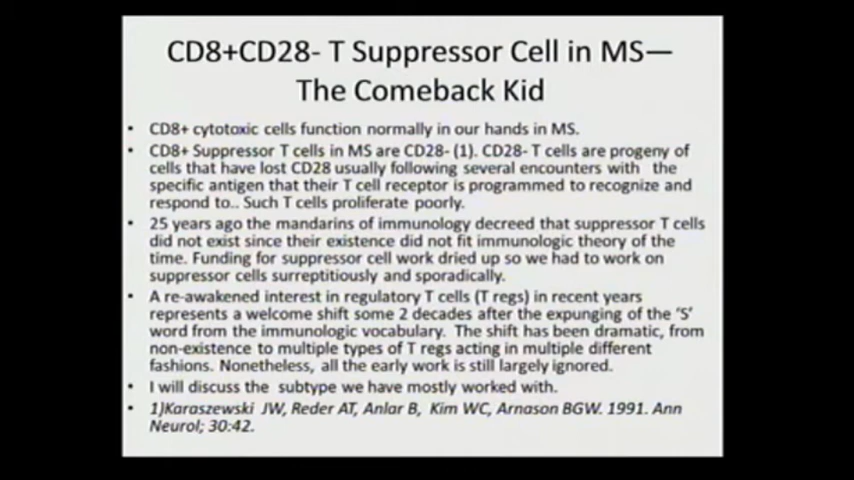 CD8+CD28- T Suppressor Cell in MS—
The Comeback Kid
• CD8+ cytotoxic cells function normally in our hands in MS.
• CD8+ Suppressor T cells in MS are CD28- (1). CD28- T cells are progeny of
cells that have lost CD28 usually following several encounters with the
specific antigen that their T cell receptor is programmed to recognize and
respond to.. Such T cells proliferate poorly.
• 25 years ago the mandarins of immunology decreed that suppressor T cells
did not exist since their existence did not fit immunologic theory of the
time. Funding for suppressor cell work dried up so we had to work on
suppressor cells surreptitiously and sporadically.
• A re-awakened interest in regulatory T cells (T regs) in recent years
represents a welcome shift some 2 decades after the expunging of the ‘S’
word from the immunologic vocabulary. The shift has been dramatic, from
non-existence to multiple types of T regs acting in multiple different
fashions. Nonetheless, all the early work is still largely ignored.
• I will discuss the subtype we have mostly worked with.
• 1)Karaszewski JW, Reder AT, Anlar B, Kim WC, Arnason BGW. 1991. Ann
Neurol; 30:42.